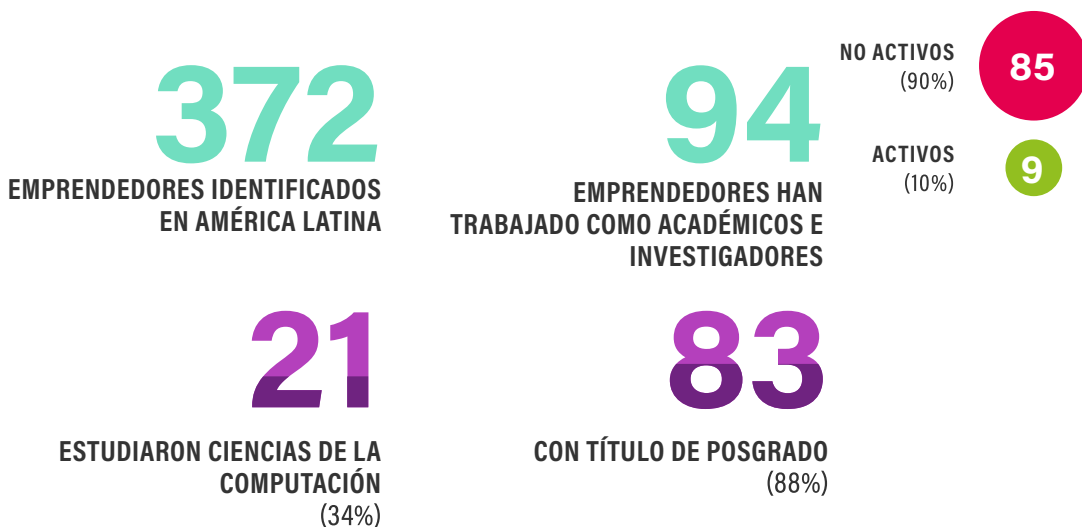 372
EMPRENDEDORES IDENTIFICADOS
EN AMÉRICA LATINA
94
EMPRENDEDORES HAN
TRABAJADO COMO ACADÉMICOS E
INVESTIGADORES
NO ACTIVOS
(90%)
85
ACTIVOS
(10%)
9
21
ESTUDIARON CIENCIAS DE LA
COMPUTACIÓN
(34%)
83
CON TÍTULO DE POSGRADO
(88%)